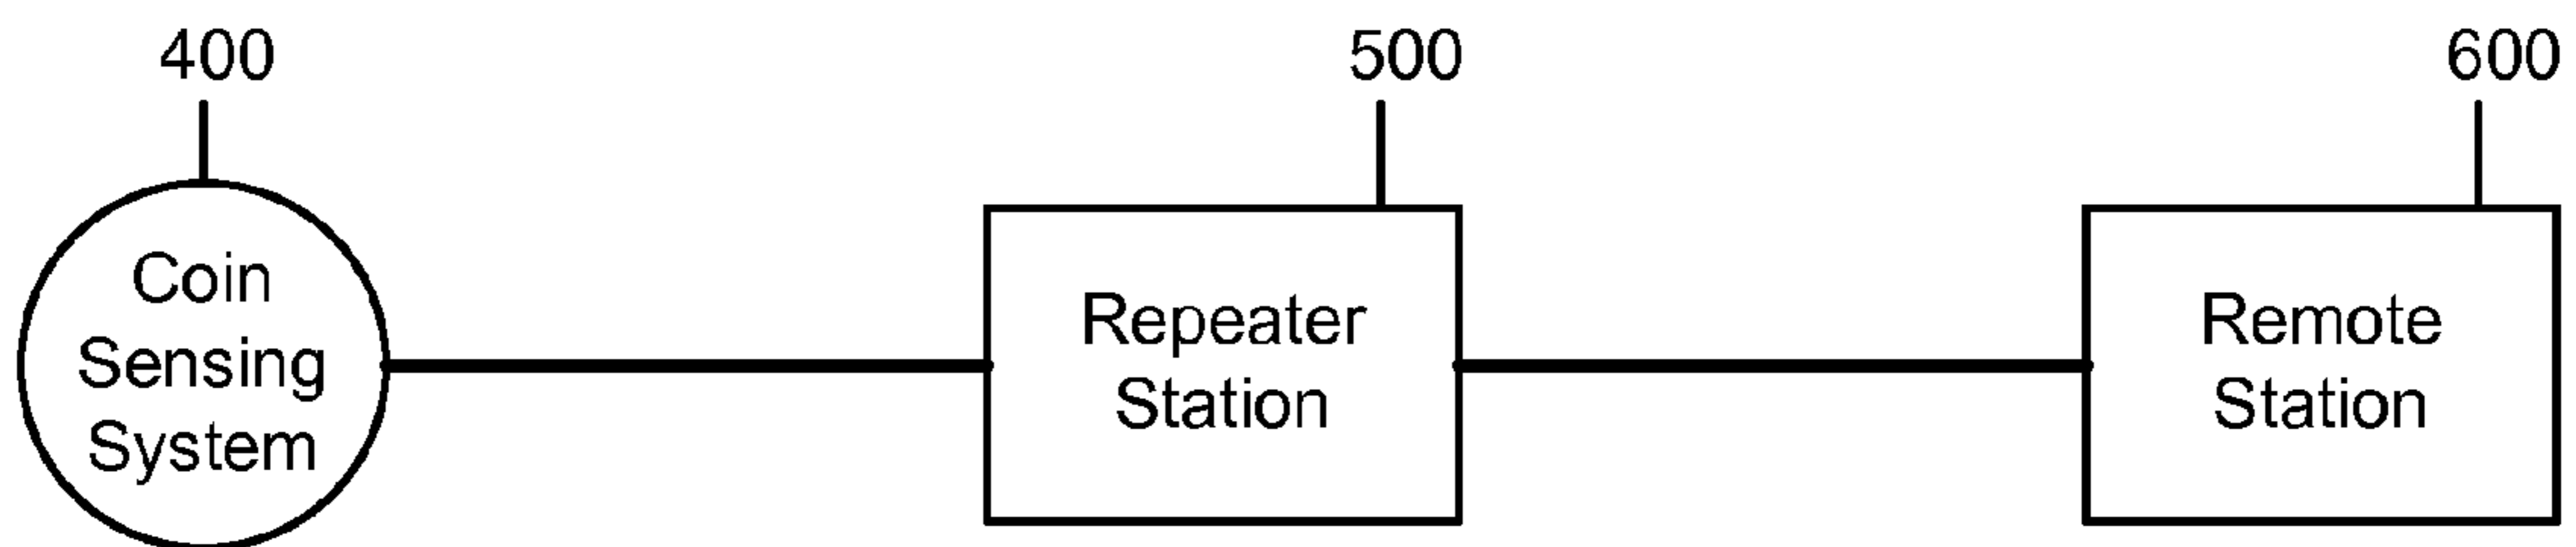 400
500
600
Coin
Sensing
System
Repeater
Station
Remote
Station